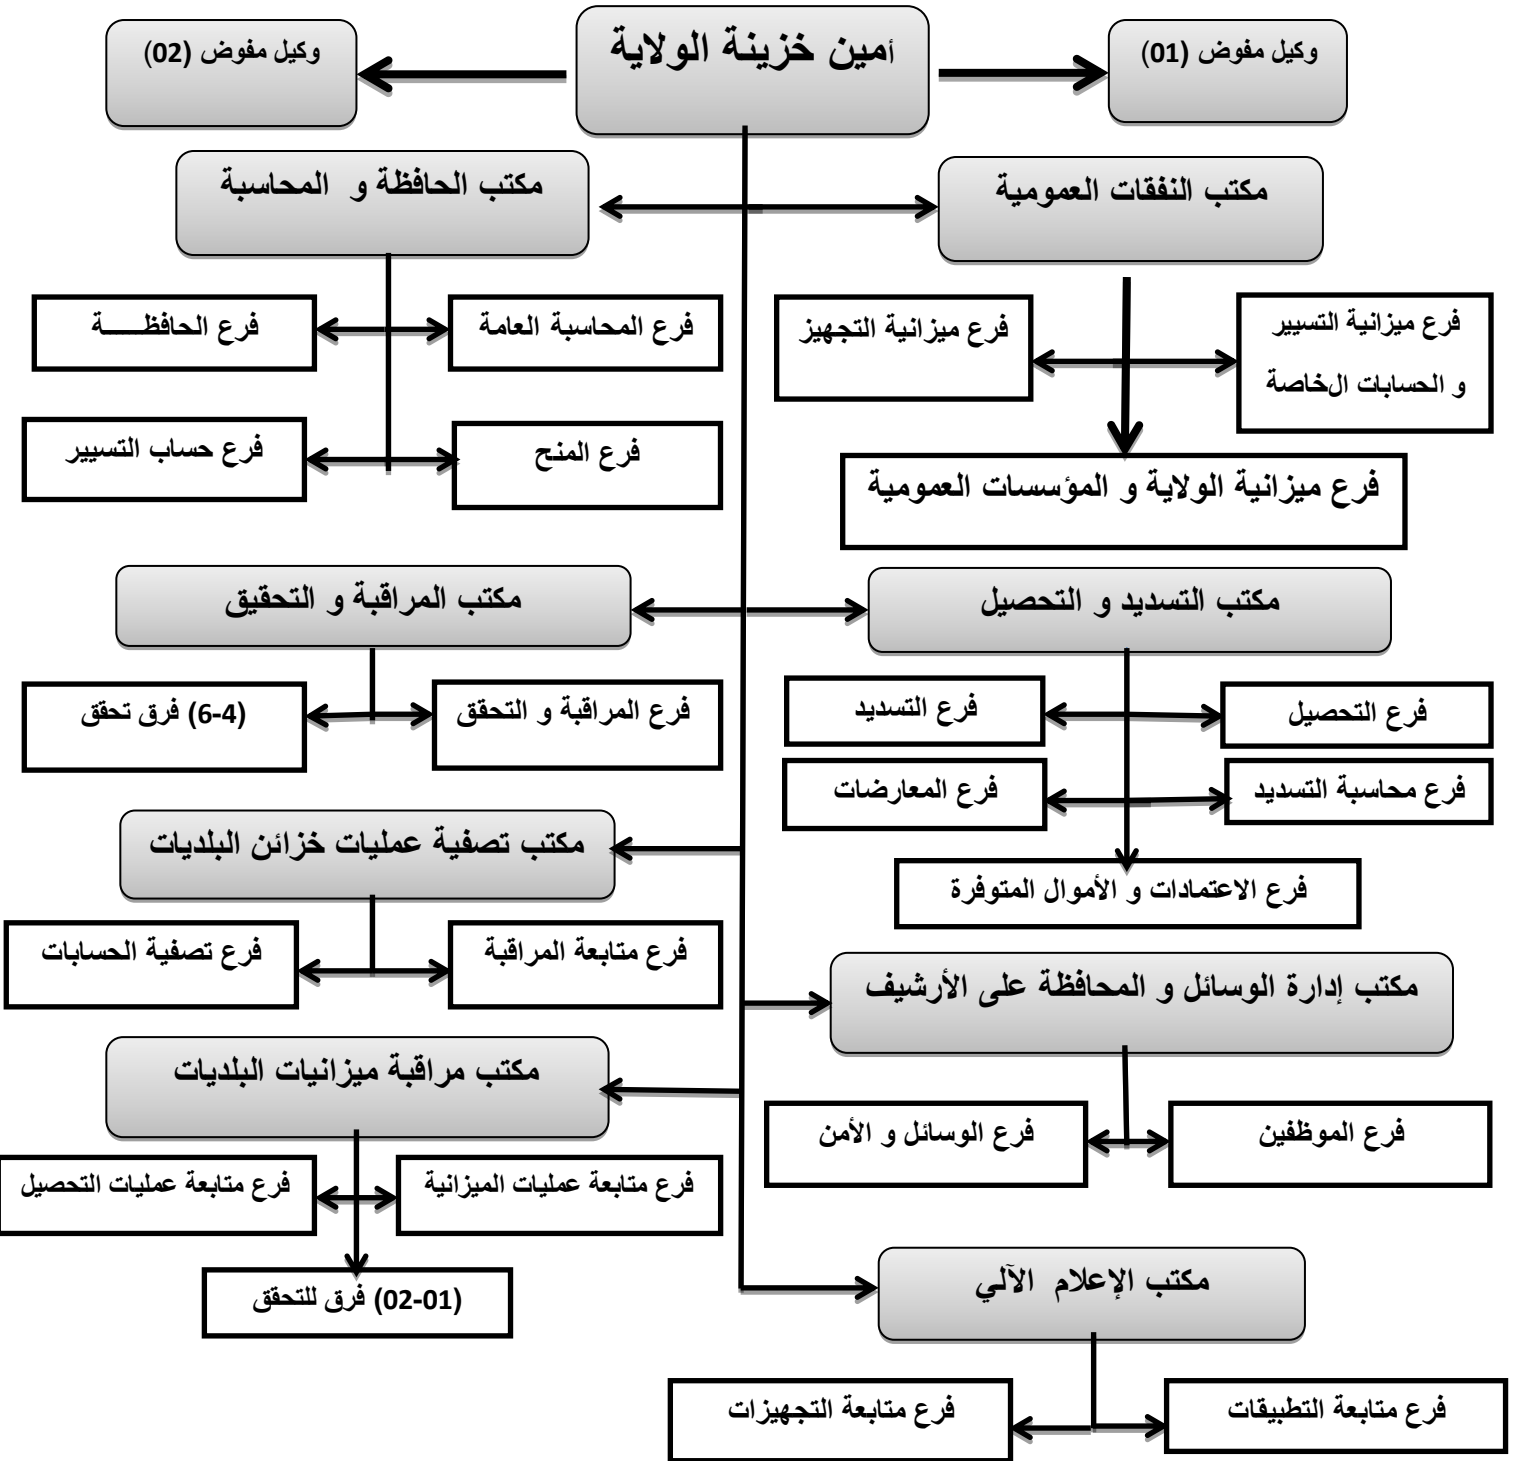 أمين خزينة الولاية
وكيل مفوض (01)
وكيل مفوض (02)
مكتب النفقات العمومية
مكتب الحافظة و المحاسبة
فرع ميزانية التسيير
و الحسابات الخاصة
فرع ميزانية التجهيز
فرع المحاسبة العامة
فرع الحافظـــــــة
فرع ميزانية الولاية و المؤسسات العمومية
فرع المنح
فرع حساب التسيير
مكتب التسديد و التحصيل
مكتب المراقبة و التحقيق
فرع التحصيل
فرع التسديد
فرع المراقبة و التحقق
(6-4) فرق تحقق
فرع محاسبة التسديد
فرع المعارضات
مكتب تصفية عمليات خزائن البلديات
فرع الاعتمادات و الأموال المتوفرة
فرع متابعة المراقبة
فرع تصفية الحسابات
مكتب إدارة الوسائل و المحافظة على الأرشيف
مكتب مراقبة ميزانيات البلديات
فرع الموظفين
فرع الوسائل و الأمن
فرع متابعة عمليات الميزانية
فرع متابعة عمليات التحصيل
مكتب الإعلام الآلي
(02-01) فرق للتحقق
فرع متابعة التطبيقات
فرع متابعة التجهيزات